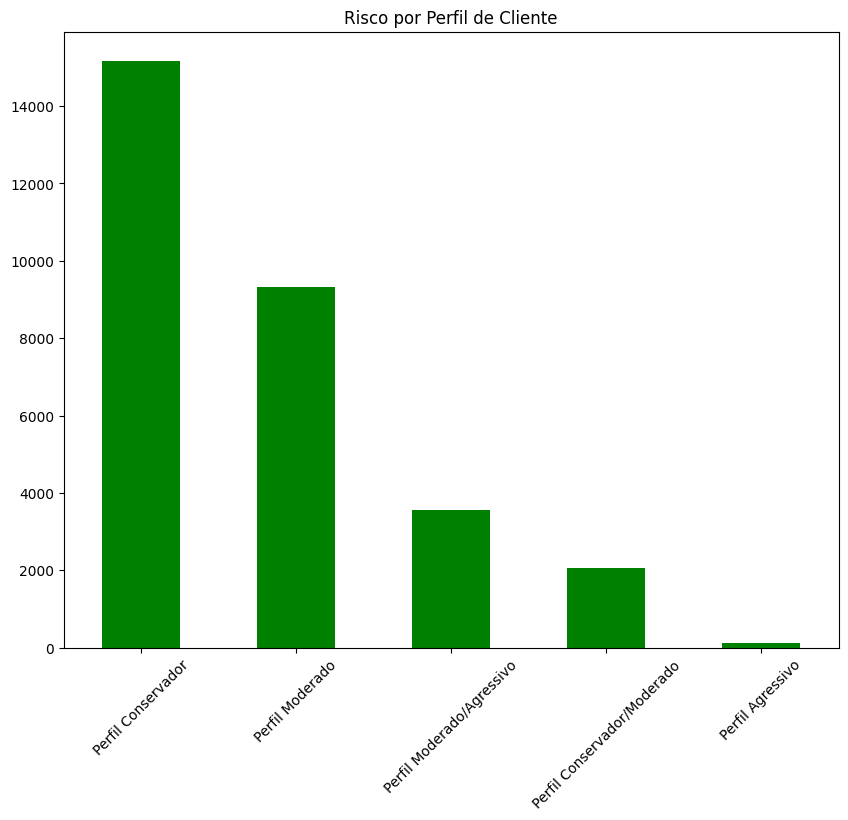 Risco por Perfil de Cliente
14000
12000
10000
8000
6000
4000
2000
0
Perfil Conservador
Perfil Moderado
Perfil Moderado/Agressivo
Perfil Conservador/Moderado
Perfil Agressivo